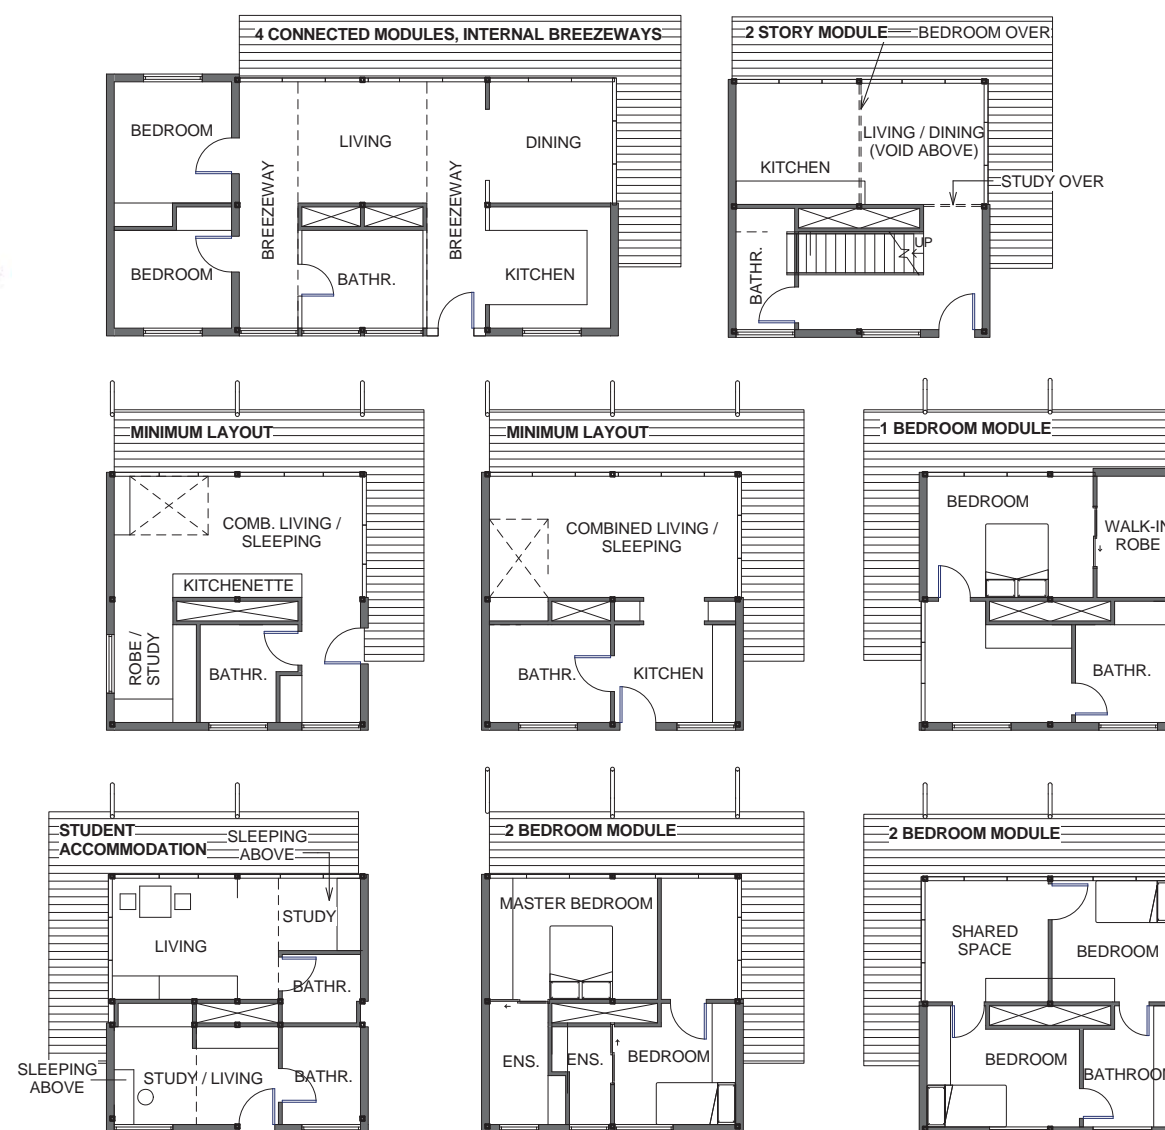 4 CONNECTED MODULES, INTERNAL BREEZEWAYS
BEDROOM
LIVING
DINING
BREEZEWAY
BREEZEWAY
BEDROOM
BATHR.
KITCHEN
2 STORY MODULE
BEDROOM OVER
LIVING / DINING
(VOID ABOVE)
KITCHEN
STUDY OVER
UP
BATHR.
MINIMUM LAYOUT
COMB. LIVING /
SLEEPING
KITCHENETTE
ROBE /
STUDY
BATHR.
MINIMUM LAYOUT
COMBINED LIVING /
SLEEPING
BATHR.
KITCHEN
1 BEDROOM MODULE
BEDROOM
WALK-IN
ROBE
BATHR.
STUDENT
ACCOMMODATION
SLEEPING
ABOVE
STUDY
LIVING
BATHR.
SLEEPING
ABOVE
STUDY / LIVING
BATHR.
2 BEDROOM MODULE
MASTER BEDROOM
ENS.
ENS.
BEDROOM
2 BEDROOM MODULE
SHARED
SPACE
BEDROOM
BEDROOM
BATHROOM